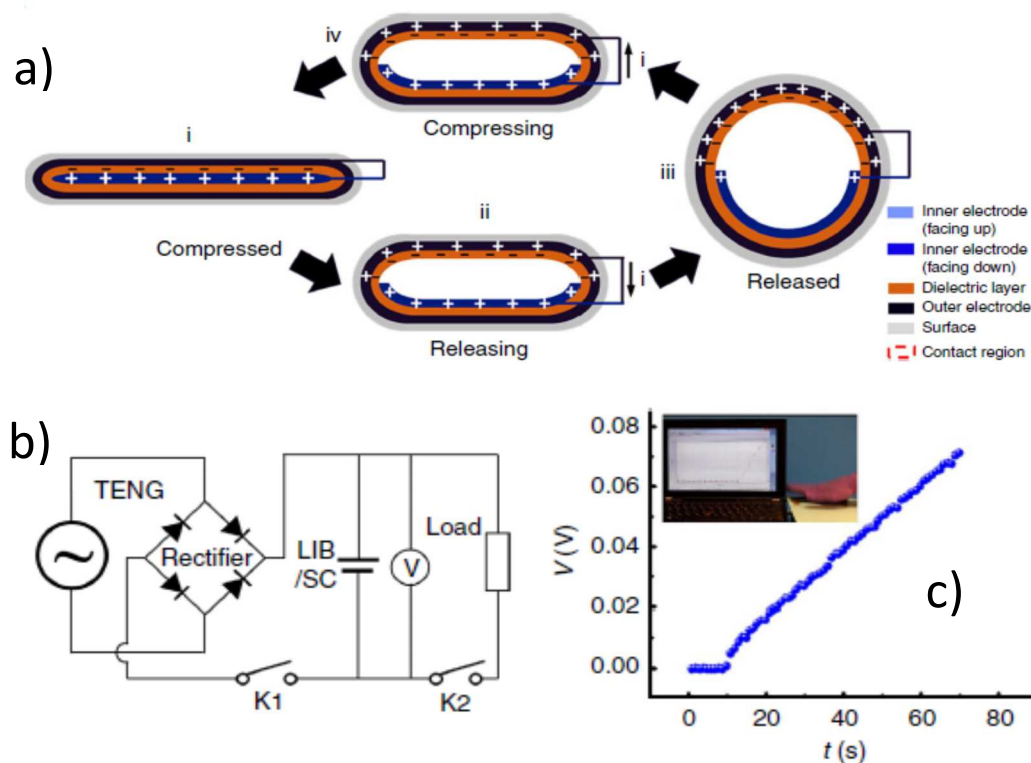 a)
iv
i
Compressing
i
iii
ii
Compressed
i
Releasing
Released
Inner electrode
(facing up)
Inner electrode
(facing down)
Dielectric layer
Outer electrode
Surface
Contact region
b)
TENG
Rectifier
LIB
/SC
V
Load
K1
K2
c)
V (V)
0.08
0.06
0.04
0.02
0.00
0
20
40
60
80
t (s)